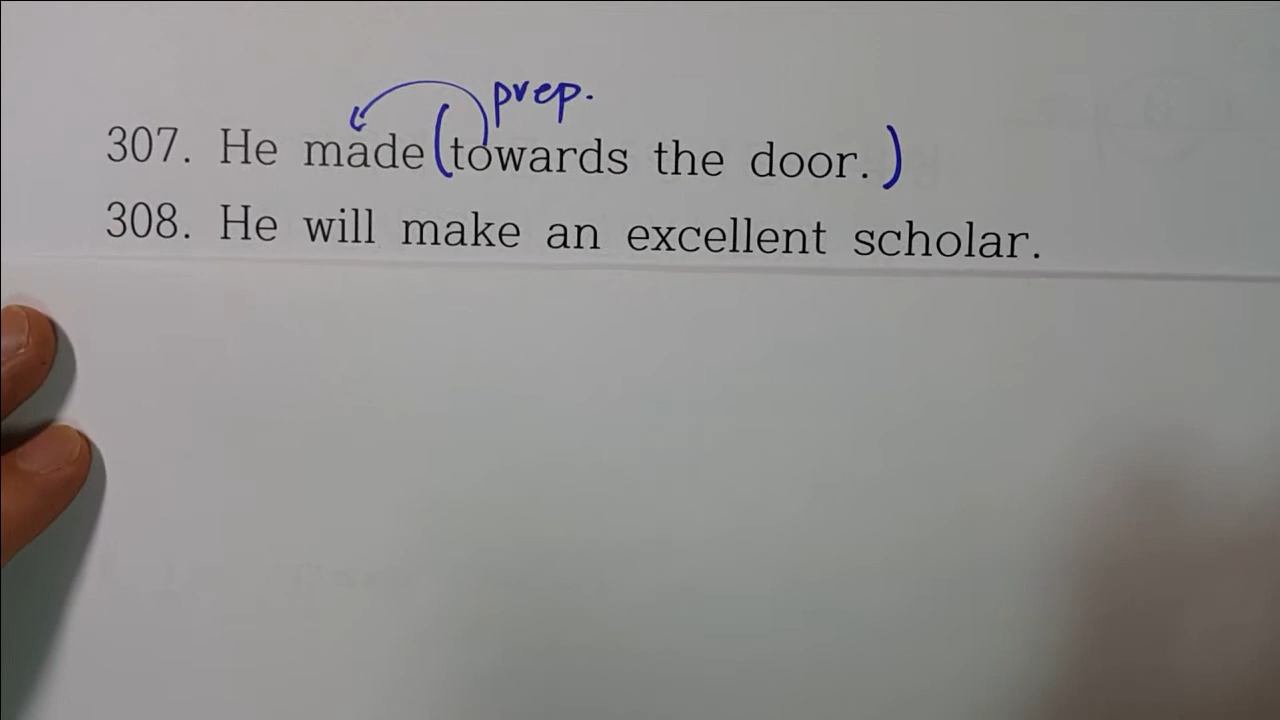 prep.
307. He made (towards the door.)
308. He will make an excellent scholar.